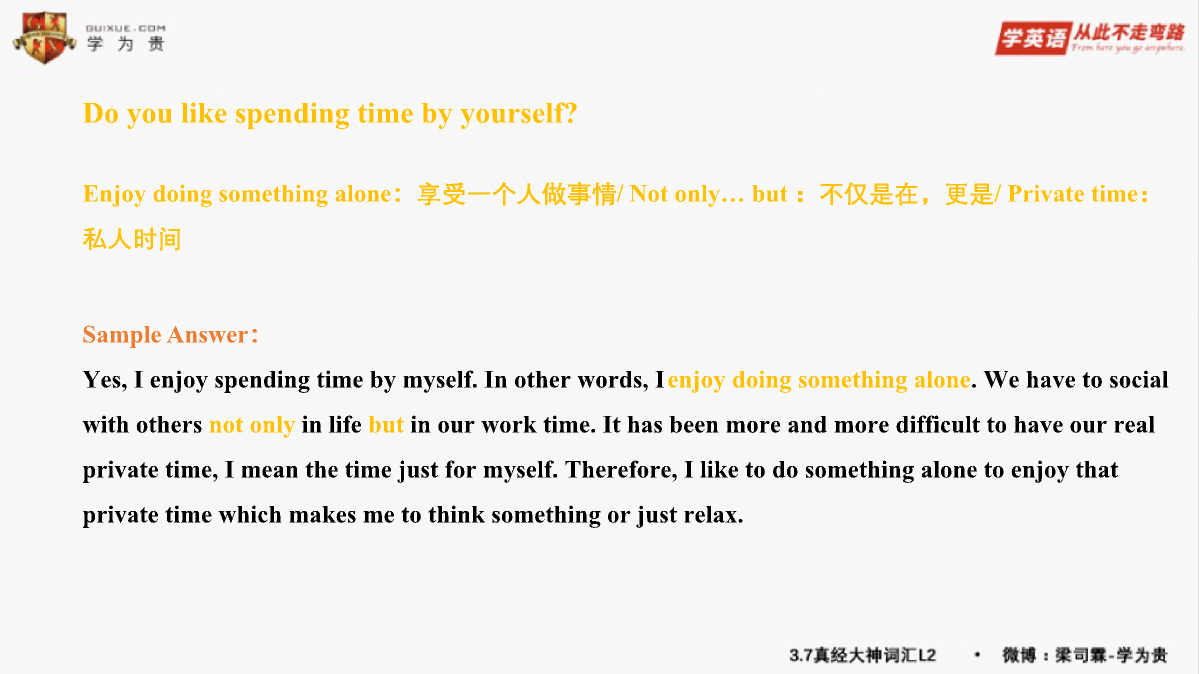 GUIXUE.COM
学为贵
学英语 从此不走弯路
From here you go anywhere.
Do you like spending time by yourself?
Enjoy doing something alone：享受一个人做事情/ Not only… but ：不仅是在，更是/ Private time：
私人时间
Sample Answer：
Yes, I enjoy spending time by myself. In other words, I enjoy doing something alone. We have to social
with others not only in life but in our work time. It has been more and more difficult to have our real
private time, I mean the time just for myself. Therefore, I like to do something alone to enjoy that
private time which makes me to think something or just relax.
3.7真经大神词汇L2 • 微博：梁司霖-学为贵